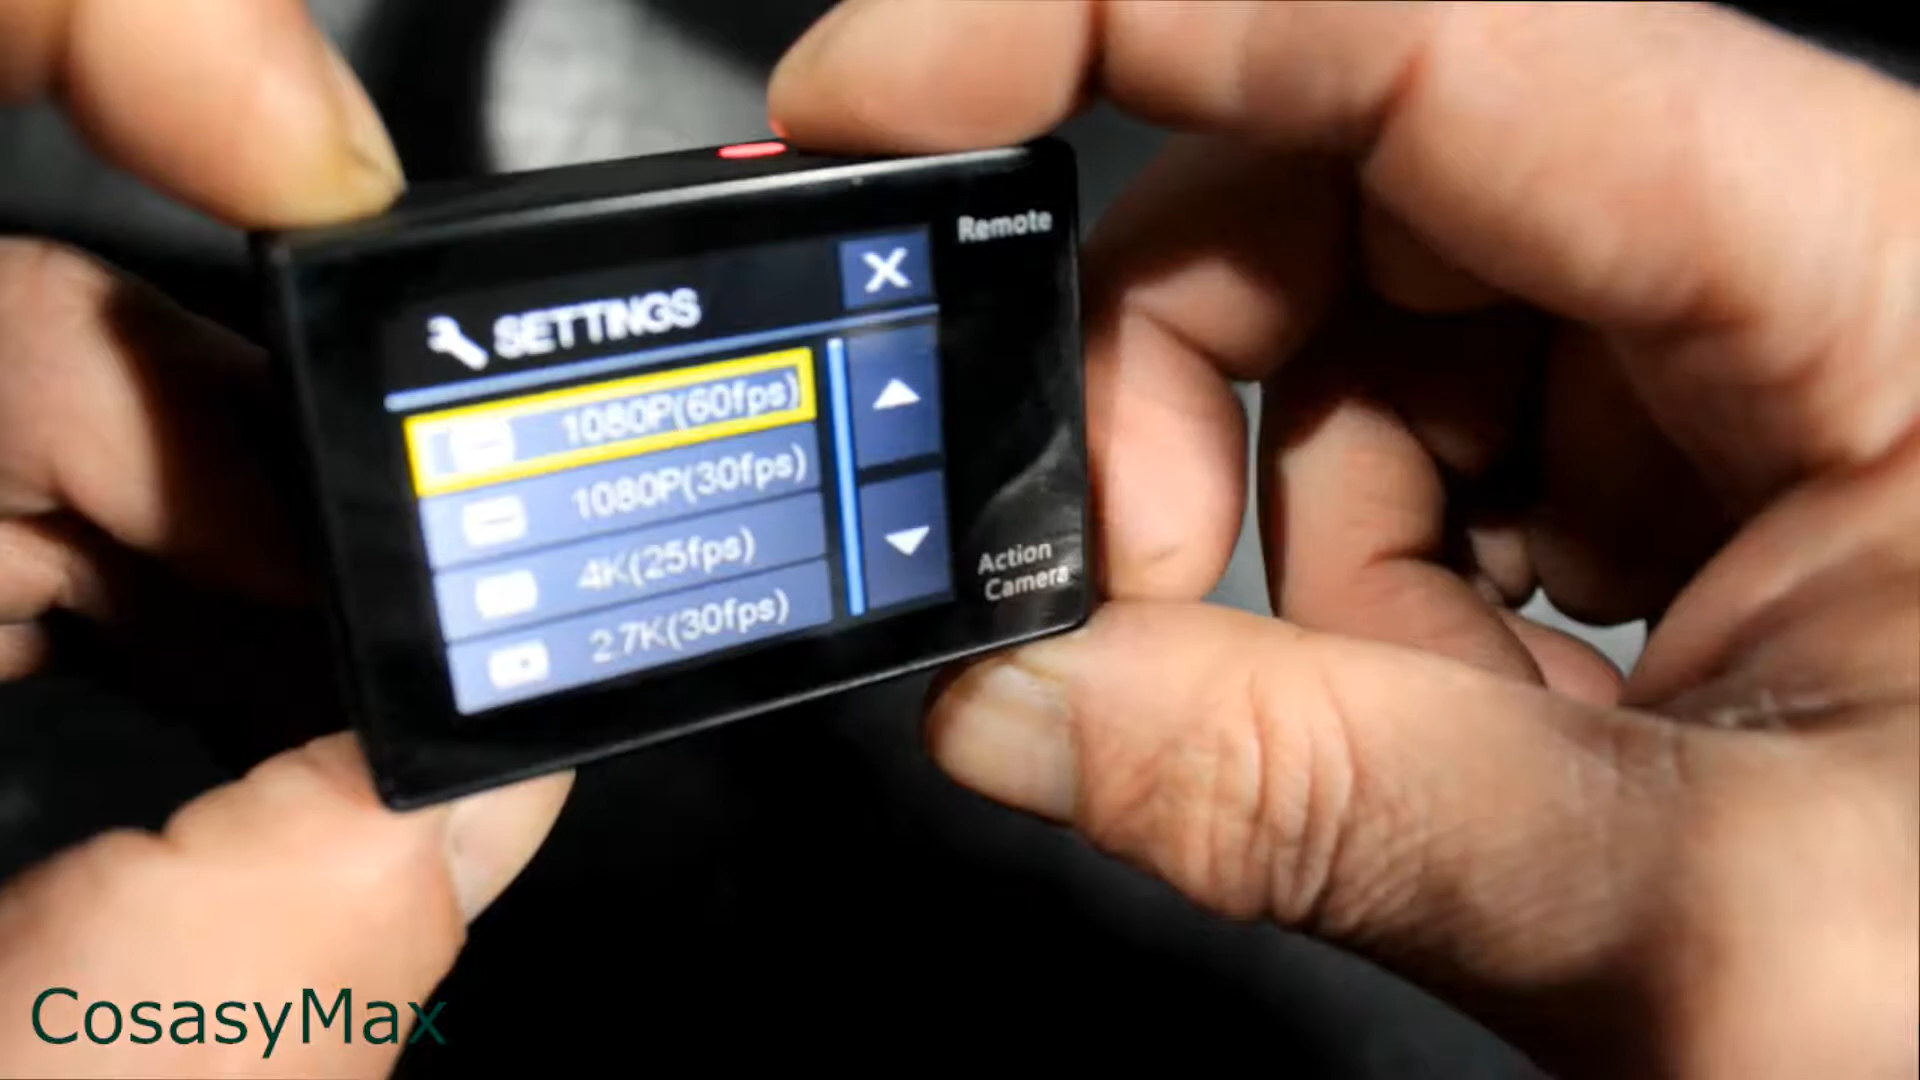 Remote
X
SETTINGS
1080P(60fps)
1080P(30fps)
4K(25fps)
2.7K(30fps)
Action
Camera
CosasyMax